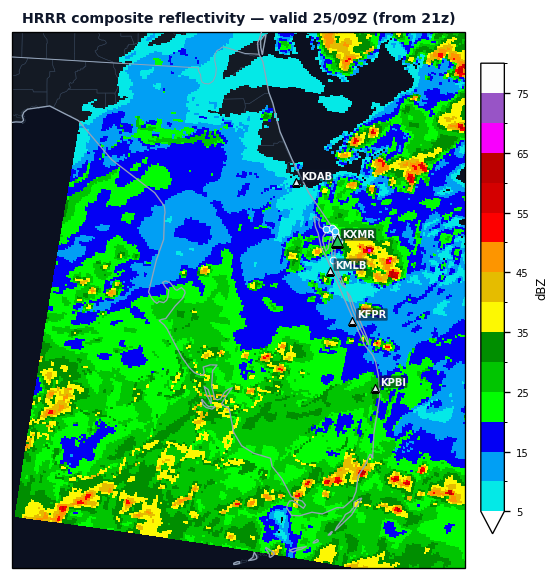 HRRR composite reflectivity — valid 25/09Z (from 21z)
KDAB
KXMR
KMLB
KFPR
KPBI
75
65
55
45
35
25
15
5
dBZ